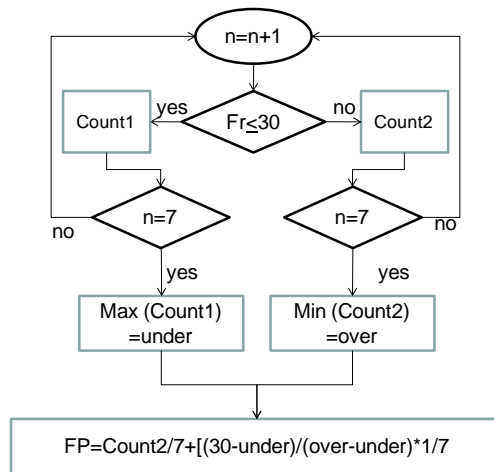 n=n+1
yes
Fr≤30
no
Count1
Count2
n=7
n=7
no
no
yes
yes
Max (Count1)
=under
Min (Count2)
=over
FP=Count2/7+[(30-under)/(over-under)*1/7